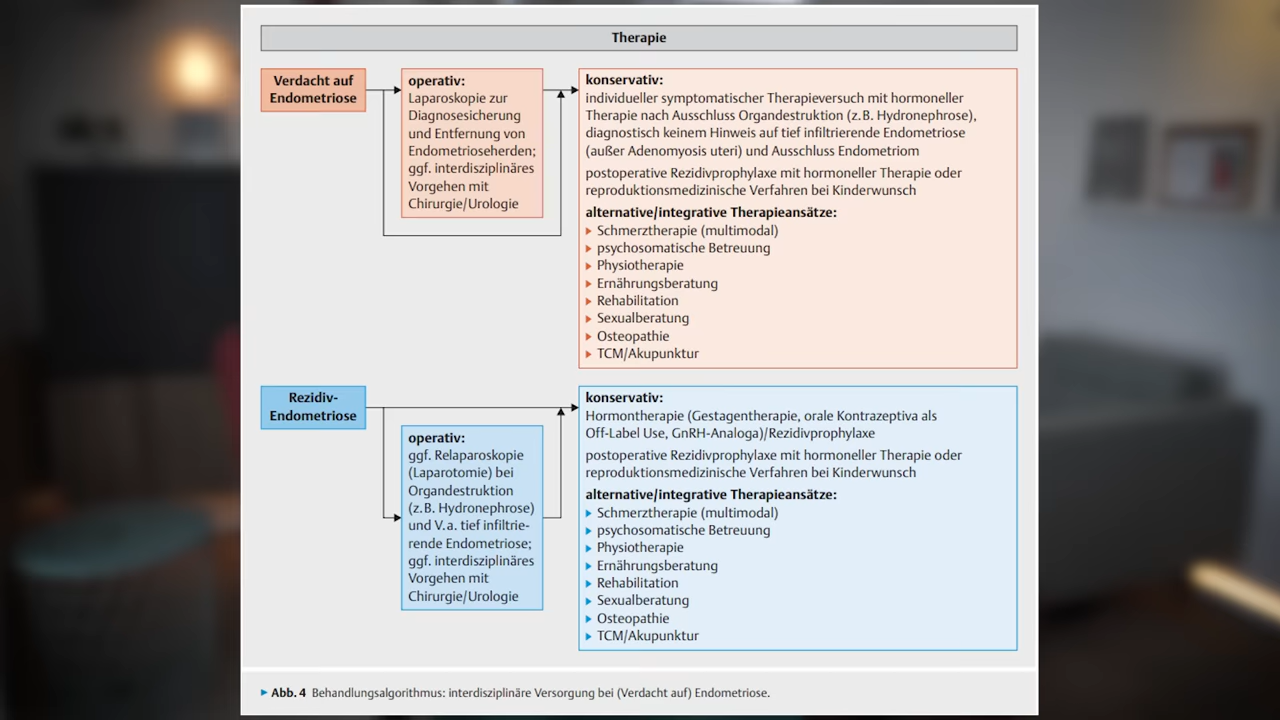 Therapie
Verdacht auf
Endometriose
operativ:
Laparoskopie zur
Diagnosesicherung
und Entfernung von
Endometrioseherden;
ggf. interdisziplinäres
Vorgehen mit
Chirurgie/Urologie
konservativ:
individueller symptomatischer Therapieversuch mit hormoneller
Therapie nach Ausschluss Organdestruktion (z.B. Hydronephrose),
diagnostisch keinem Hinweis auf tief infiltrierende Endometriose
(außer Adenomyosis uteri) und Ausschluss Endometriom
postoperative Rezidivprophylaxe mit hormoneller Therapie oder
reproduktionsmedizinische Verfahren bei Kinderwunsch
alternative/integrative Therapieansätze:
Schmerztherapie (multimodal)
psychosomatische Betreuung
Physiotherapie
Ernährungsberatung
Rehabilitation
Sexualberatung
Osteopathie
TCM/Akupunktur
Rezidiv-
Endometriose
operativ:
ggf. Relaparoskopie
(Laparotomie) bei
Organdestruktion
(z.B. Hydronephrose)
und V.a. tief infiltrie-
rende Endometriose;
ggf. interdisziplinäres
Vorgehen mit
Chirurgie/Urologie
konservativ:
Hormontherapie (Gestagentherapie, orale Kontrazeptiva als
Off-Label Use, GnRH-Analoga)/Rezidivprophylaxe
postoperative Rezidivprophylaxe mit hormoneller Therapie oder
reproduktionsmedizinische Verfahren bei Kinderwunsch
alternative/integrative Therapieansätze:
Schmerztherapie (multimodal)
psychosomatische Betreuung
Physiotherapie
Ernährungsberatung
Rehabilitation
Sexualberatung
Osteopathie
TCM/Akupunktur
Abb. 4 Behandlungsalgorithmus: interdisziplinäre Versorgung bei (Verdacht auf) Endometriose.